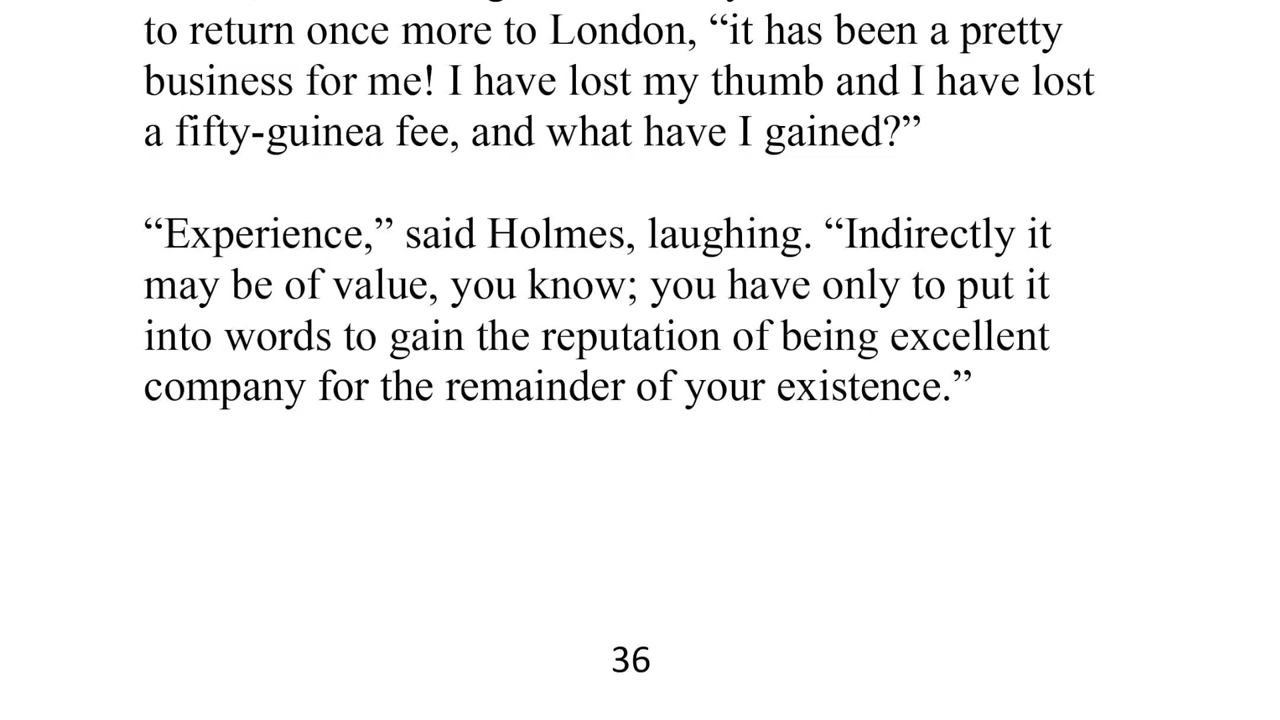 to return once more to London, “it has been a pretty
business for me! I have lost my thumb and I have lost
a fifty-guinea fee, and what have I gained?”
“Experience,” said Holmes, laughing. “Indirectly it
may be of value, you know; you have only to put it
into words to gain the reputation of being excellent
company for the remainder of your existence.”
36